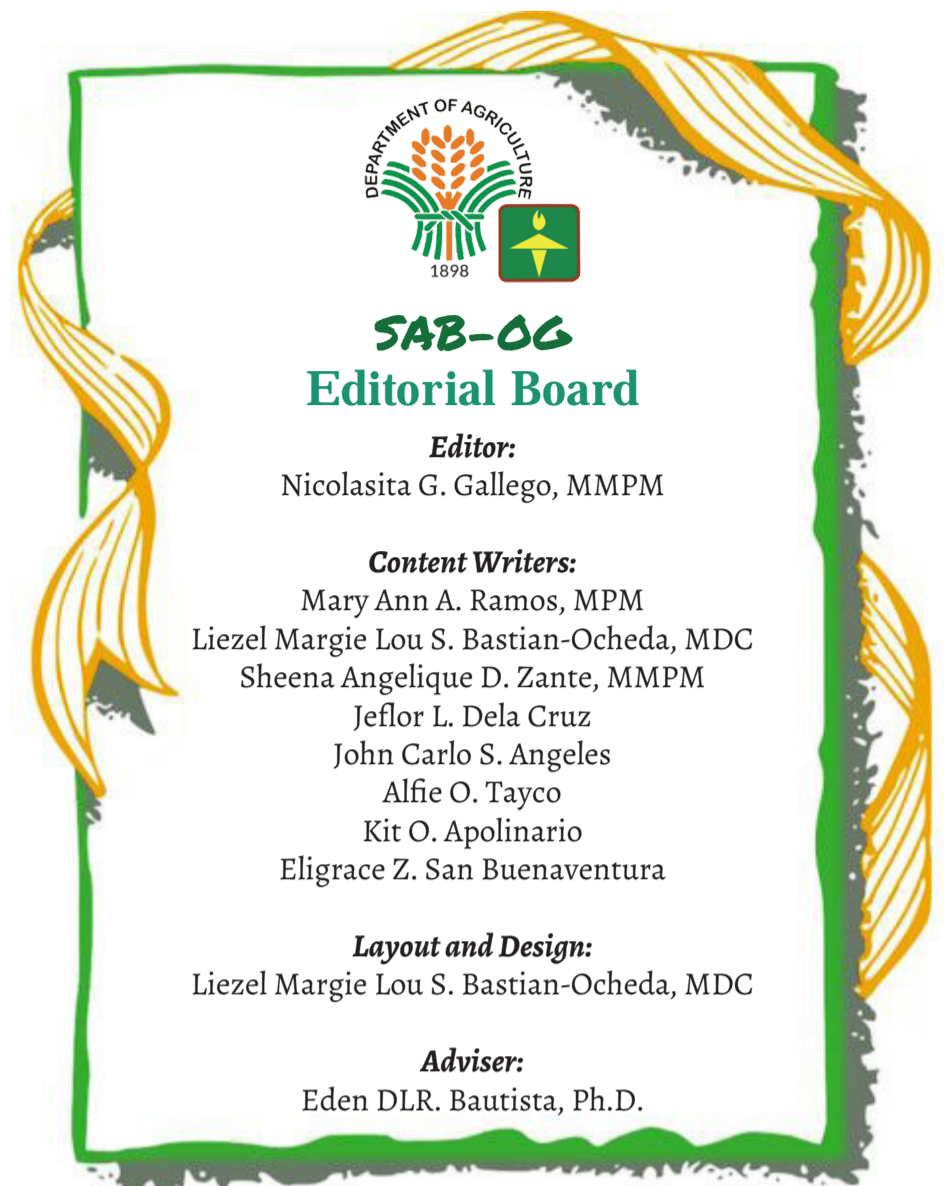 DEPARTMENT OF AGRICULTURE
1898
SAB-OG
Editorial Board
Editor:
Nicolasita G. Gallego, MMPM
Content Writers:
Mary Ann A. Ramos, MPM
Liezel Margie Lou S. Bastian-Ocheda, MDC
Sheena Angelique D. Zante, MMPM
Jeflor L. Dela Cruz
John Carlo S. Angeles
Alfie O. Tayco
Kit O. Apolinario
Eligrace Z. San Buenaventura
Layout and Design:
Liezel Margie Lou S. Bastian-Ocheda, MDC
Adviser:
Eden DLR. Bautista, Ph.D.